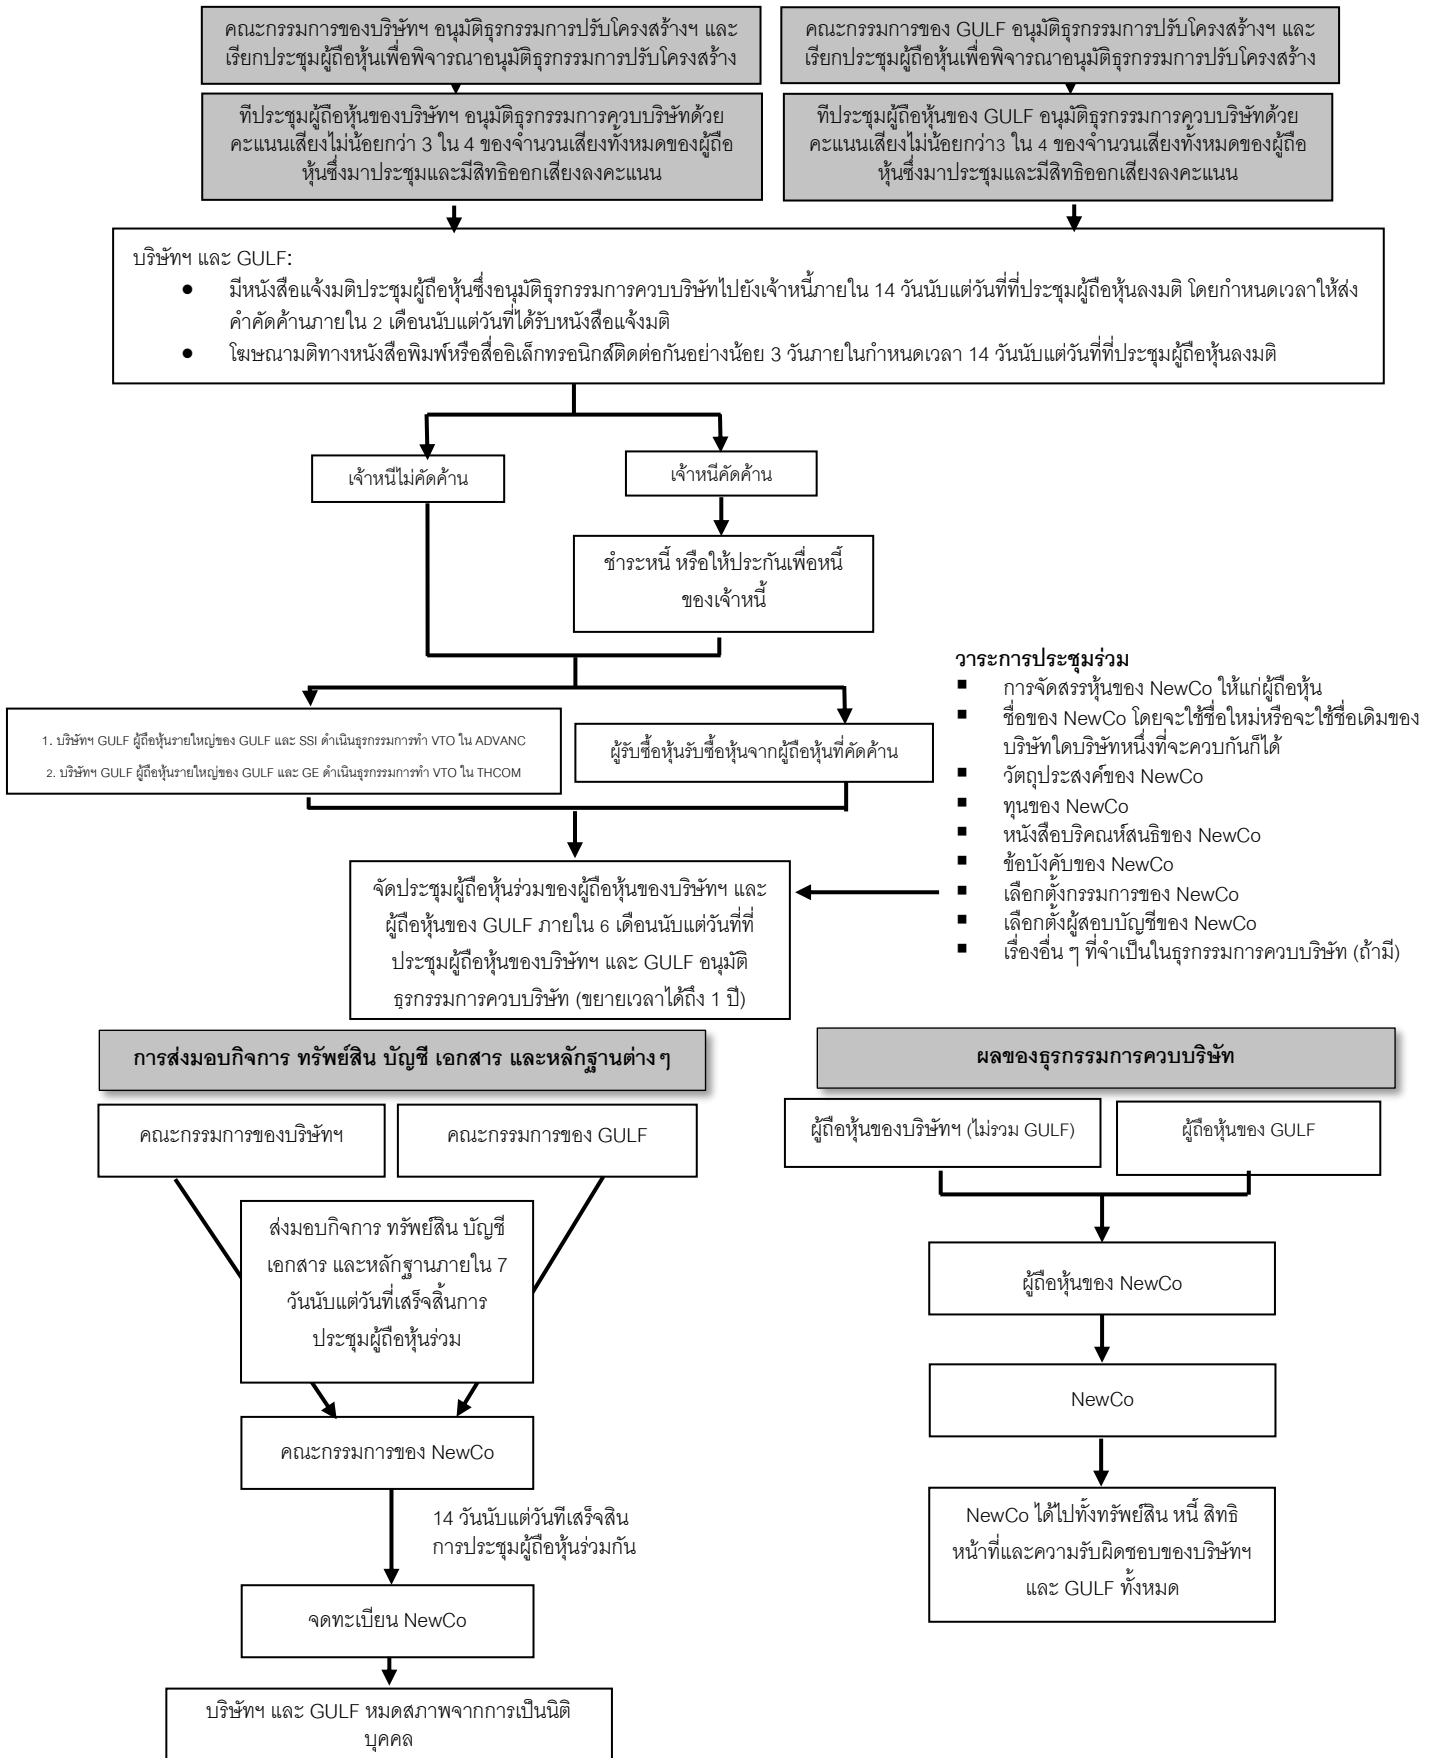 คณะกรรมการของบริษัทฯ อนุมัติธุรกรรมการปรับโครงสร้างฯ และ
เรียกประชุมผู้ถือหุ้นเพื่อพิจารณาอนุมัติธุรกรรมการปรับโครงสร้าง
คณะกรรมการของ GULF อนุมัติธุรกรรมการปรับโครงสร้างฯ และ
เรียกประชุมผู้ถือหุ้นเพื่อพิจารณาอนุมัติธุรกรรมการปรับโครงสร้าง
ที่ประชุมผู้ถือหุ้นของบริษัทฯ อนุมัติธุรกรรมการควบบริษัทด้วย
คะแนนเสียงไม่น้อยกว่า 3 ใน 4 ของจำนวนเสียงทั้งหมดของผู้ถือ
หุ้นซึ่งมาประชุมและมีสิทธิออกเสียงลงคะแนน
ที่ประชุมผู้ถือหุ้นของ GULF อนุมัติธุรกรรมการควบบริษัทด้วย
คะแนนเสียงไม่น้อยกว่า3 ใน 4 ของจำนวนเสียงทั้งหมดของผู้ถือ
หุ้นซึ่งมาประชุมและมีสิทธิออกเสียงลงคะแนน
บริษัทฯ และ GULF:
● มีหนังสือแจ้งมติประชุมผู้ถือหุ้นซึ่งอนุมัติธุรกรรมการควบบริษัทไปยังเจ้าหนี้ภายใน 14 วันนับแต่วันที่ที่ประชุมผู้ถือหุ้นลงมติ โดยกำหนดเวลาให้ส่ง
คำคัดค้านภายใน 2 เดือนนับแต่วันที่ได้รับหนังสือแจ้งมติ
● โฆษณามติทางหนังสือพิมพ์หรือสื่ออิเล็กทรอนิกส์ติดต่อกันอย่างน้อย 3 วันภายในกำหนดเวลา 14 วันนับแต่วันที่ที่ประชุมผู้ถือหุ้นลงมติ
เจ้าหนี้ไม่คัดค้าน
เจ้าหนี้คัดค้าน
ชำระหนี้ หรือให้ประกันเพื่อหนี้
ของเจ้าหนี้
1. บริษัทฯ GULF ผู้ถือหุ้นรายใหญ่ของ GULF และ SSI ดำเนินธุรกรรมการทำ VTO ใน ADVANC
2. บริษัทฯ GULF ผู้ถือหุ้นรายใหญ่ของ GULF และ GE ดำเนินธุรกรรมการทำ VTO ใน THCOM
ผู้รับซื้อหุ้นรับซื้อหุ้นจากผู้ถือหุ้นที่คัดค้าน
วาระการประชุมร่วม
▪ การจัดสรรหุ้นของ NewCo ให้แก่ผู้ถือหุ้น
▪ ชื่อของ NewCo โดยจะใช้ชื่อใหม่หรือจะใช้ชื่อเดิมของ
บริษัทใดบริษัทหนึ่งที่จะควบกันก็ได้
▪ วัตถุประสงค์ของ NewCo
▪ ทุนของ NewCo
▪ หนังสือบริคณห์สนธิของ NewCo
▪ ข้อบังคับของ NewCo
▪ เลือกตั้งกรรมการของ NewCo
▪ เลือกตั้งผู้สอบบัญชีของ NewCo
▪ เรื่องอื่น ๆ ที่จำเป็นในธุรกรรมการควบบริษัท (ถ้ามี)
จัดประชุมผู้ถือหุ้นร่วมของผู้ถือหุ้นของบริษัทฯ และ
ผู้ถือหุ้นของ GULF ภายใน 6 เดือนนับแต่วันที่ที่
ประชุมผู้ถือหุ้นของบริษัทฯ และ GULF อนุมัติ
ธุรกรรมการควบบริษัท (ขยายเวลาได้ถึง 1 ปี)
การส่งมอบกิจการ ทรัพย์สิน บัญชี เอกสาร และหลักฐานต่างๆ
คณะกรรมการของบริษัทฯ
คณะกรรมการของ GULF
ส่งมอบกิจการ ทรัพย์สิน บัญชี
เอกสาร และหลักฐานภายใน 7
วันนับแต่วันที่เสร็จสิ้นการ
ประชุมผู้ถือหุ้นร่วม
คณะกรรมการของ NewCo
14 วันนับแต่วันที่เสร็จสิ้น
การประชุมผู้ถือหุ้นร่วมกัน
จดทะเบียน NewCo
บริษัทฯ และ GULF หมดสภาพจากการเป็นนิติ
บุคคล
ผลของธุรกรรมการควบบริษัท
ผู้ถือหุ้นของบริษัทฯ (ไม่รวม GULF)
ผู้ถือหุ้นของ GULF
ผู้ถือหุ้นของ NewCo
NewCo
NewCo ได้ไปทั้งทรัพย์สิน หนี้ สิทธิ
หน้าที่และความรับผิดชอบของบริษัทฯ
และ GULF ทั้งหมด